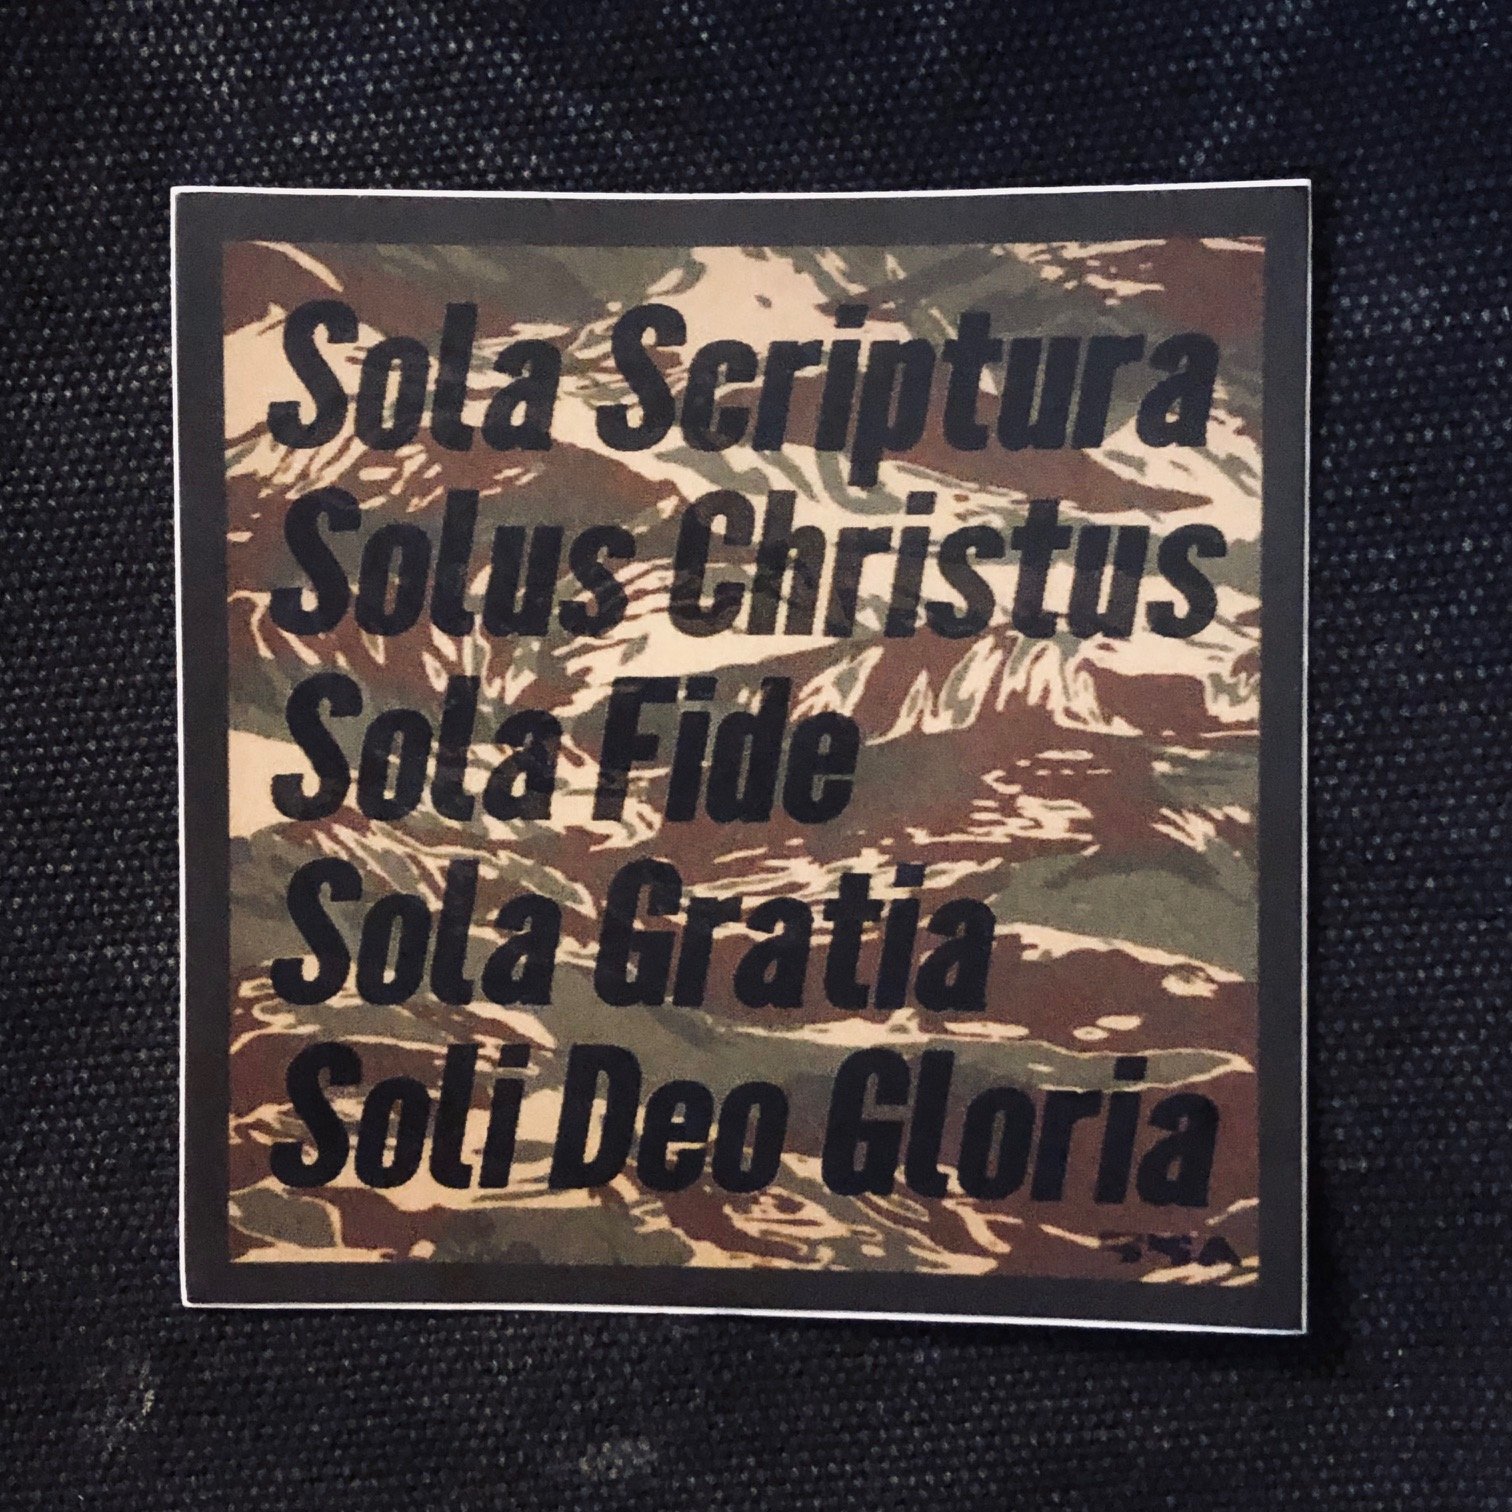 Sola Scriptura
Solus Christus
Sola Fide
Sola Gratia
Soli Deo Gloria